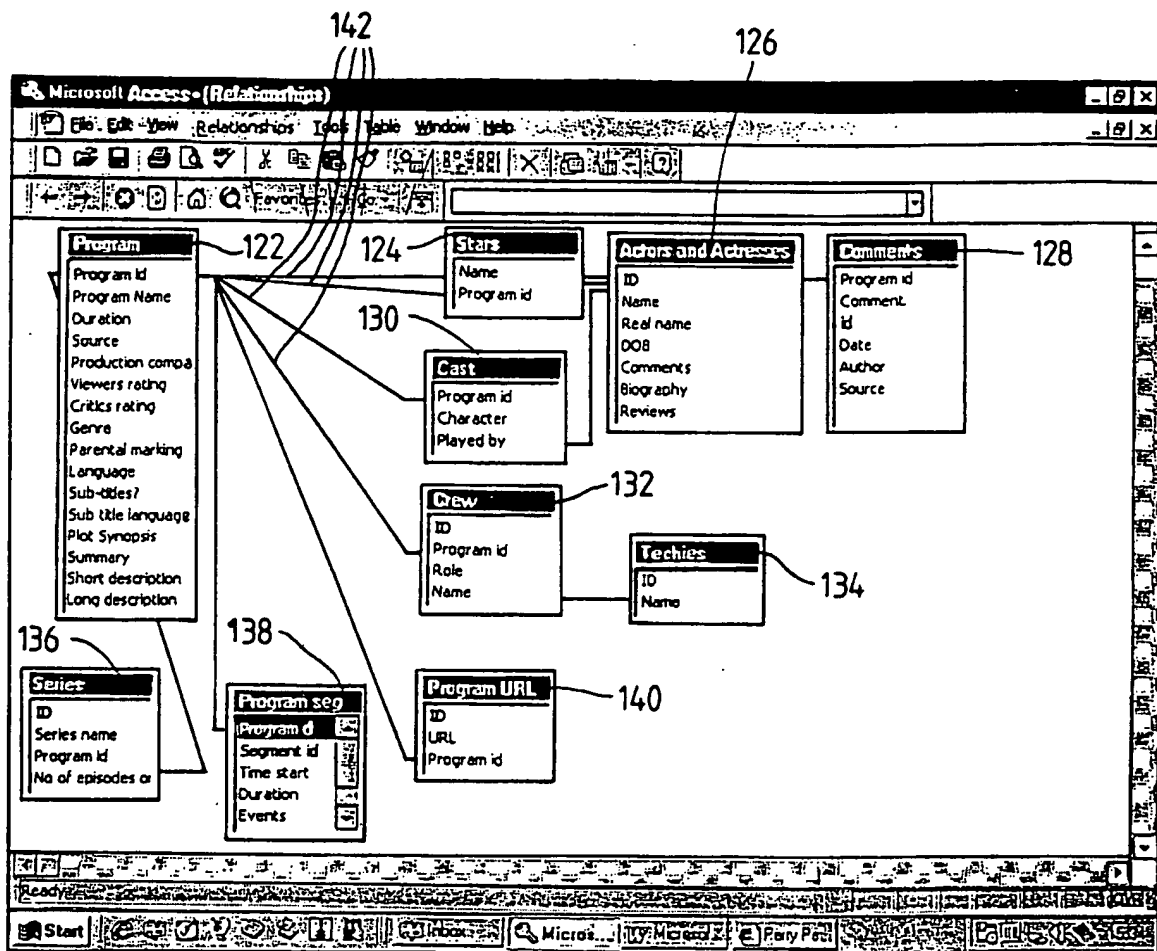 142
126
Microsoft Access - (Relationships)
File Edit View Relationships Tools Table Window Help
Favorites Go
Program
Program id
Program Name
Duration
Source
Production compa
Viewers rating
Critics rating
Genre
Parental marking
Language
Sub-titles?
Sub title language
Plot Synopsis
Summary
Short description
Long description
122
124
Stars
Name
Program id
Actors and Actresses
ID
Name
Real name
DOB
Comments
Biography
Reviews
Comments
Program id
Comment
id
Date
Author
Source
128
130
Cast
Program id
Character
Played by
Crew
ID
Program id
Role
Name
132
Techies
ID
Name
134
136
Series
ID
Series name
Program id
No of episodes or
138
Program seg
Program d
Segment id
Time start
Duration
Events
Program URL
ID
URL
Program id
140
Ready
Start
Inbox
Micros...